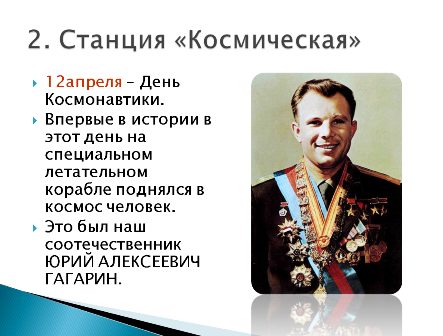 2. Станция «Космическая»
12апреля – День
Космонавтики.
Впервые в истории в
этот день на
специальном
летательном
корабле поднялся в
космос человек.
Это был наш
соотечественник
ЮРИЙ АЛЕКСЕЕВИЧ
ГАГАРИН.